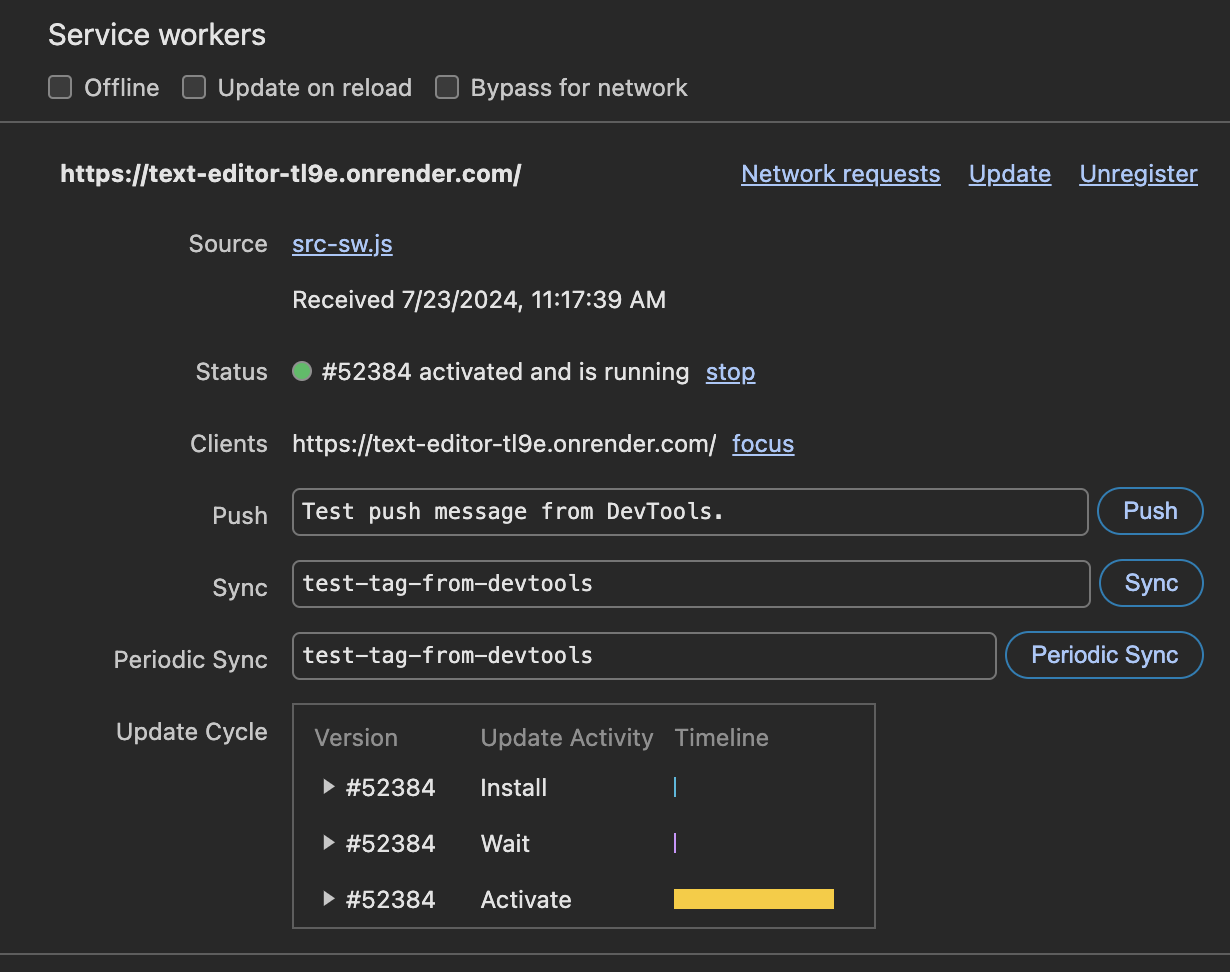 Service workers
Offline Update on reload Bypass for network
https://text-editor-tl9e.onrender.com/ Network requests Update Unregister
Source src-sw.js
Received 7/23/2024, 11:17:39 AM
Status #52384 activated and is running stop
Clients https://text-editor-tl9e.onrender.com/ focus
Push Test push message from DevTools. Push
Sync test-tag-from-devtools Sync
Periodic Sync test-tag-from-devtools Periodic Sync
Update Cycle Version Update Activity Timeline
#52384 Install
#52384 Wait
#52384 Activate